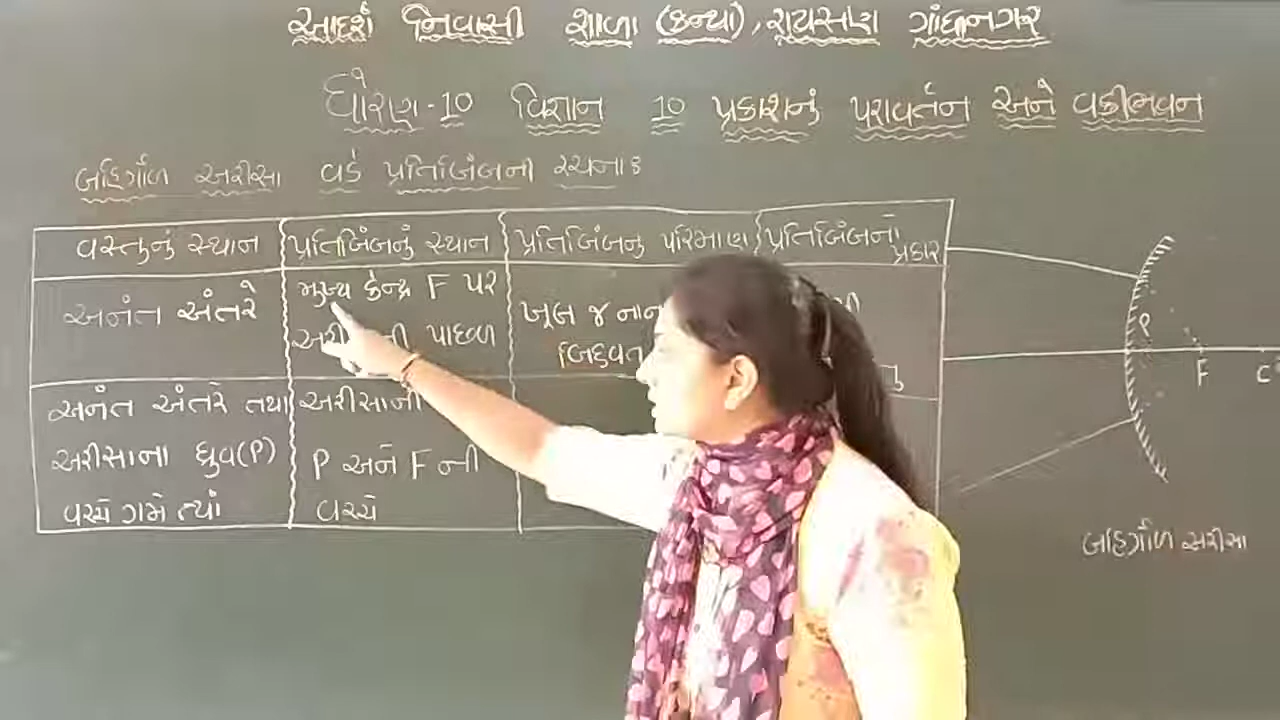 આદર્શ નિવાસી શાળા (કન્યા), રાયસણ ગાંધીનગર
ધોરણ-10 વિજ્ઞાન 10 પ્રકાશનું પરાવર્તન અને વક્રીભવન
બહિર્ગોળ અરીસા વડે પ્રતિબિંબની રચના:
વસ્તુનું સ્થાન પ્રતિબિંબનું સ્થાન પ્રતિબિંબનુ પરિમાણ પ્રતિબિંબનો પ્રકાર
અનંત અંતરે
મુખ્ય કેન્દ્ર F પર
પાછળ
ખૂબ જ
અનંત અંતરે તથા
અરીસાના ધ્રુવ(P)
વચ્ચે ગમે ત્યાં
અરીસાની
P અને F ની
વચ્ચે
P
F
C
બહિર્ગોળ અરીસા